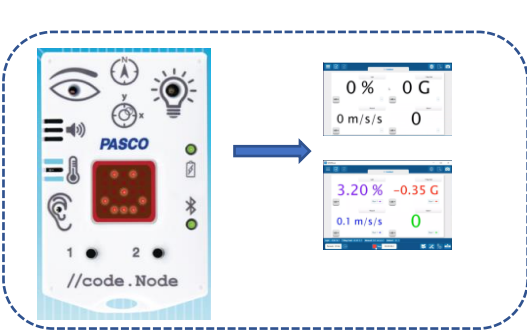 N
y
x
PASCO
1 2
//code.Node
0 % 0 G
0 m/s/s 0
3.20 % -0.35 G
0.1 m/s/s 0